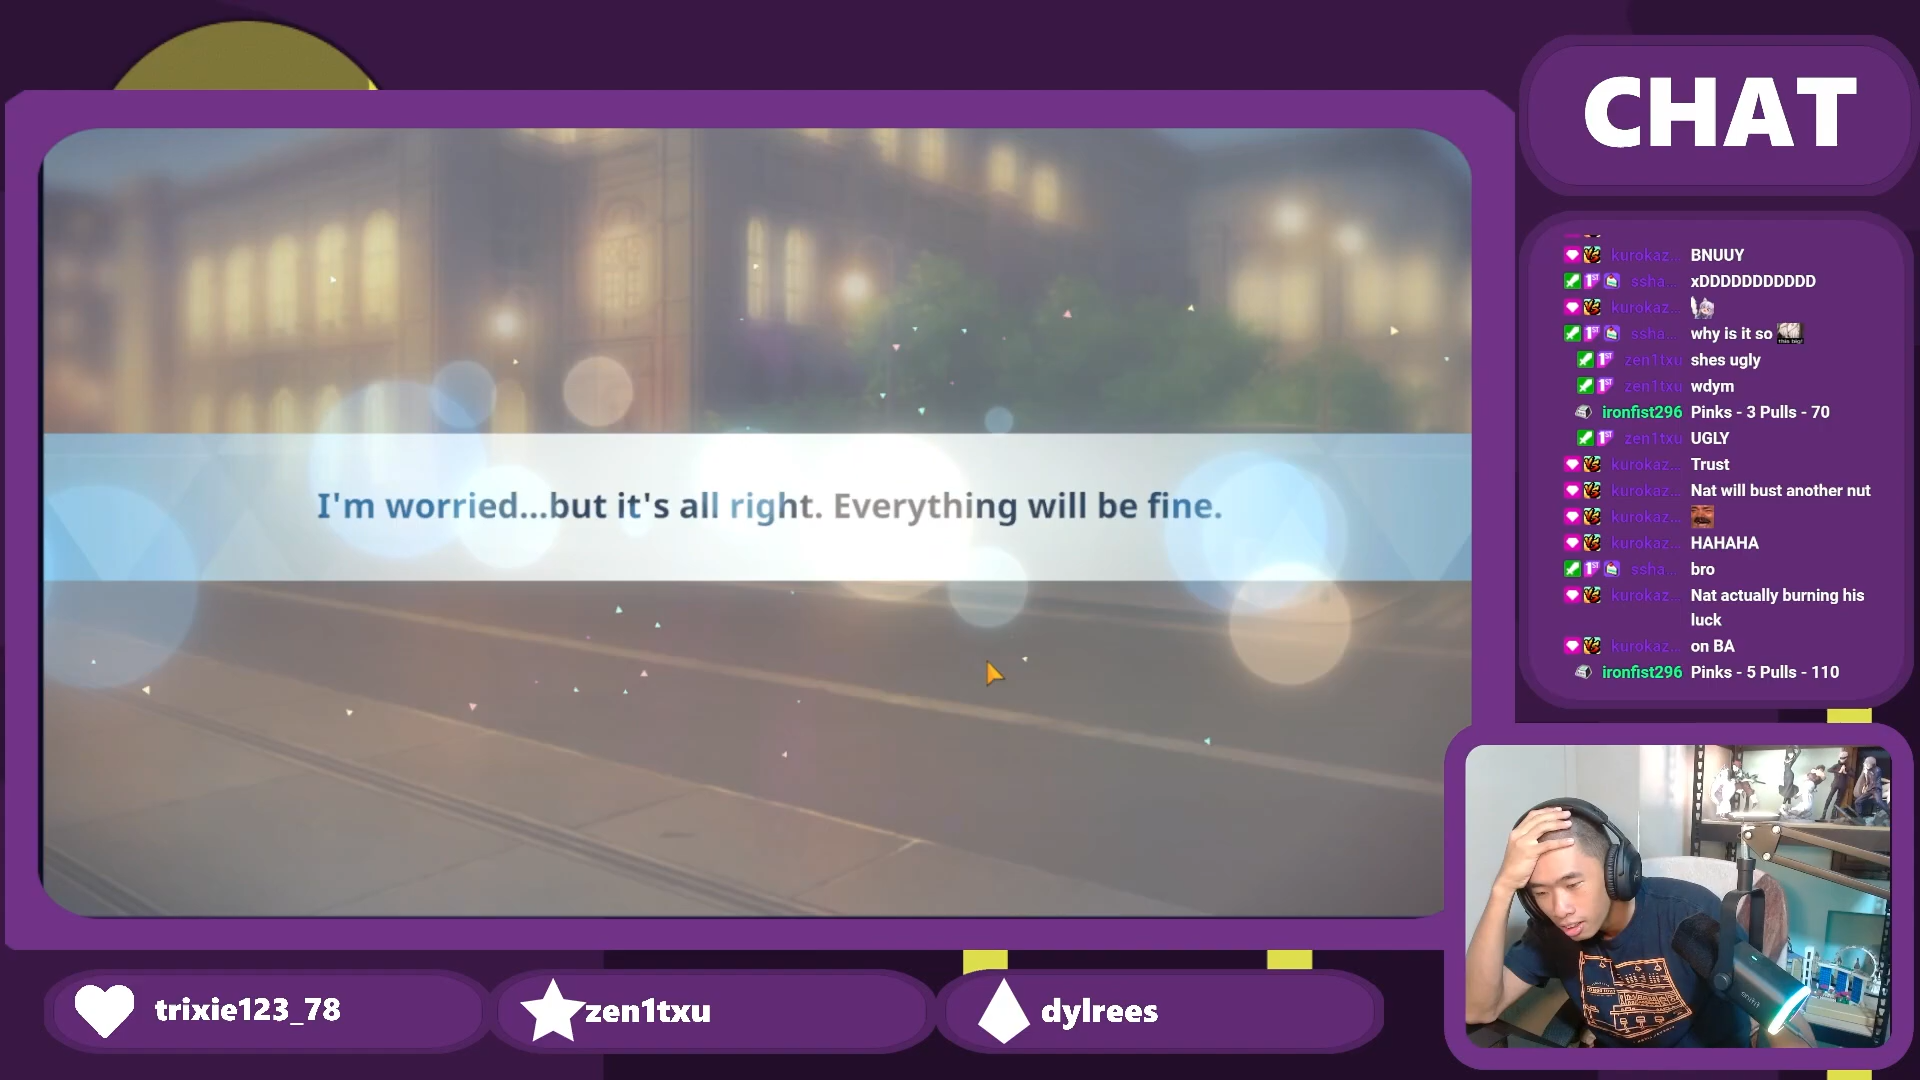 CHAT
kurokaz... BNUUY
ssha... xDDDDDDDDDDD
kurokaz...
ssha... why is it so
zen1txu shes ugly
zen1txu wdym
ironfist296 Pinks - 3 Pulls - 70
zen1txu UGLY
kurokaz... Trust
kurokaz... Nat will bust another nut
kurokaz...
kurokaz... HAHAHA
ssha... bro
kurokaz... Nat actually burning his
luck
kurokaz... on BA
ironfist296 Pinks - 5 Pulls - 110
I'm worried...but it's all right. Everything will be fine.
trixie123_78
zen1txu
dylrees